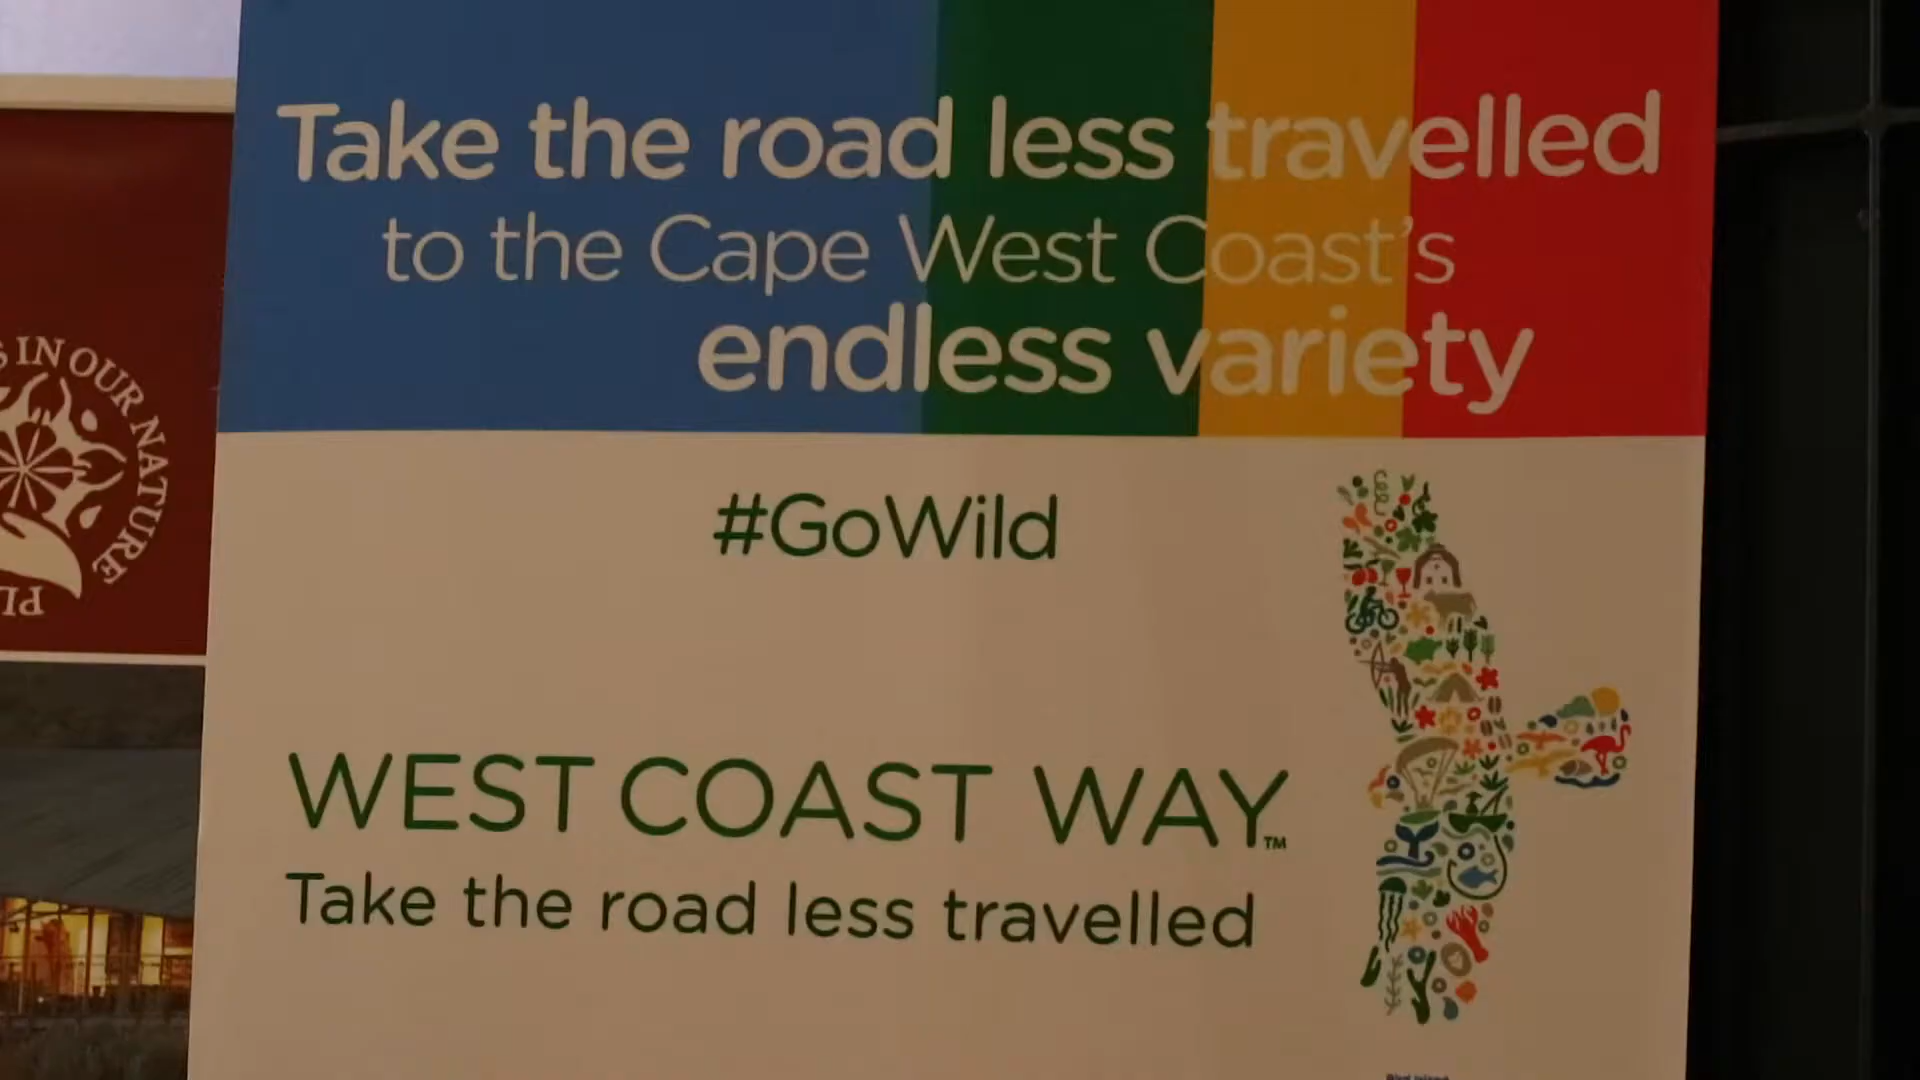 Take the road less travelled
to the Cape West Coast's
endless variety
#GoWild
WEST COAST WAY™
Take the road less travelled
IN OUR NATURE